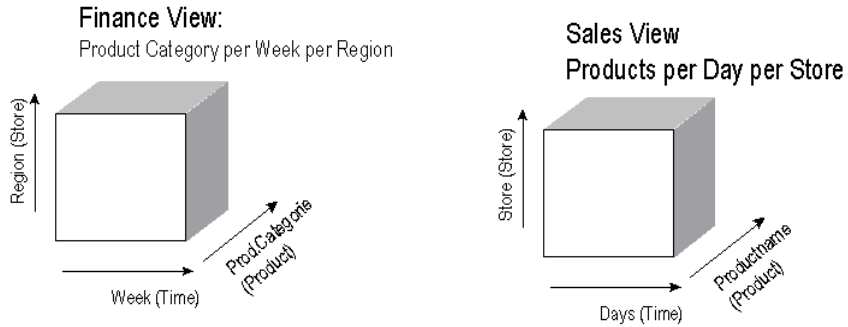 Finance View:
Product Category per Week per Region
Region (Store)
Week (Time)
Prod.Categorie
(Product)
Sales View
Products per Day per Store
Store (Store)
Days (Time)
Productname
(Product)